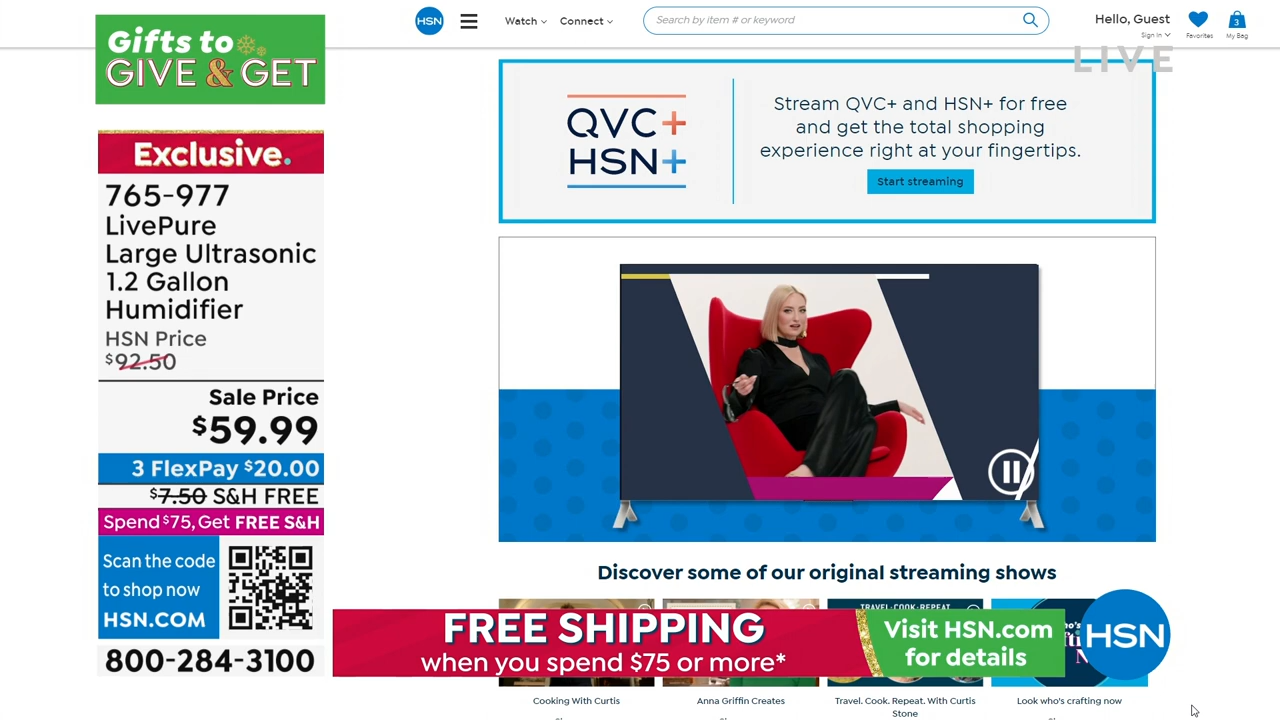 Gifts to
GIVE & GET
Exclusive.
765-977
LivePure
Large Ultrasonic
1.2 Gallon
Humidifier
HSN Price
$92.50
Sale Price
$59.99
3 FlexPay $20.00
$7.50 S&H FREE
Spend $75, Get FREE S&H
Scan the code
to shop now
HSN.COM
800-284-3100
HSN
Watch
Connect
Search by item # or keyword
Hello, Guest
Sign in
Favorites
3
My Bag
LIVE
QVC+
HSN+
Stream QVC+ and HSN+ for free
and get the total shopping
experience right at your fingertips.
Start streaming
Discover some of our original streaming shows
TRAVEL·COOK·REPEAT
FREE SHIPPING
when you spend $75 or more*
Visit HSN.com
for details
HSN
Cooking With Curtis
Anna Griffin Creates
Travel. Cook. Repeat. With Curtis
Stone
Look who's crafting now